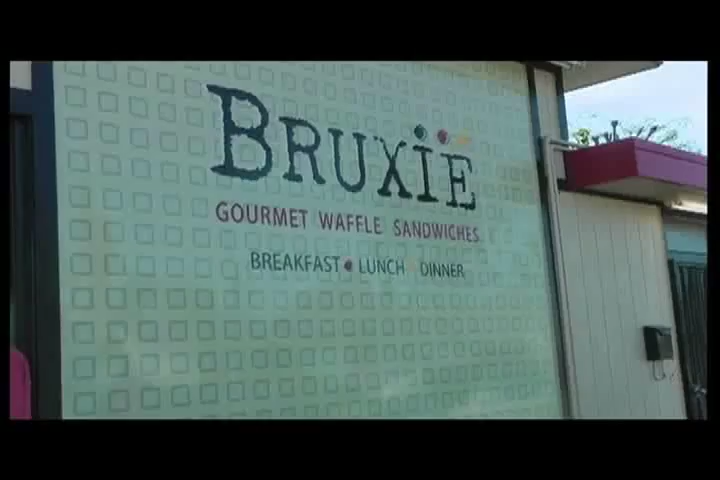 BRUXIE
GOURMET WAFFLE SANDWICHES
BREAKFAST • LUNCH • DINNER